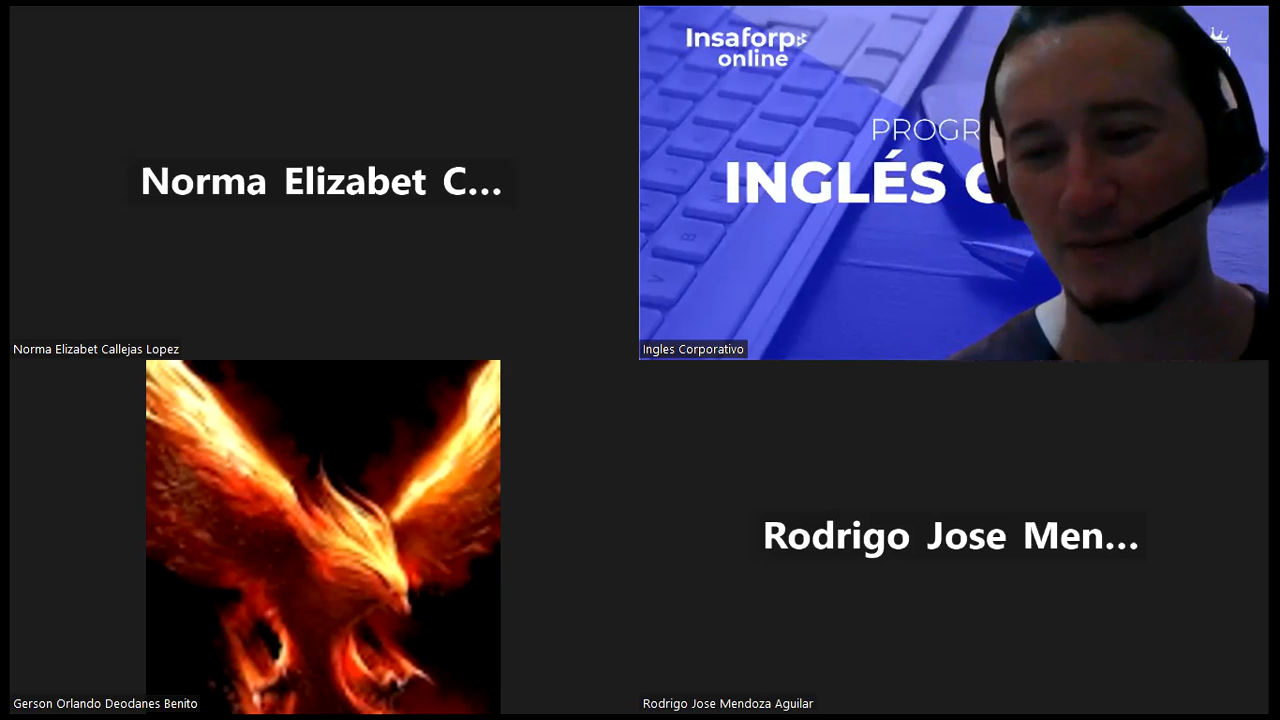 Norma Elizabet C...
Norma Elizabet Callejas Lopez
Insaforp
online
PROGR
INGLÉS C
Ingles Corporativo
Gerson Orlando Deodanes Benito
Rodrigo Jose Men...
Rodrigo Jose Mendoza Aguilar